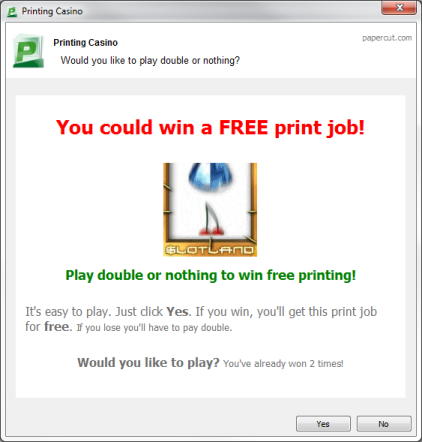 Printing Casino
Printing Casino
papercut.com
Would you like to play double or nothing?
You could win a FREE print job!
SLOTLAND
Play double or nothing to win free printing!
It's easy to play. Just click Yes. If you win, you'll get this print job
for free. If you lose you'll have to pay double.
Would you like to play? You've already won 2 times!
Yes
No